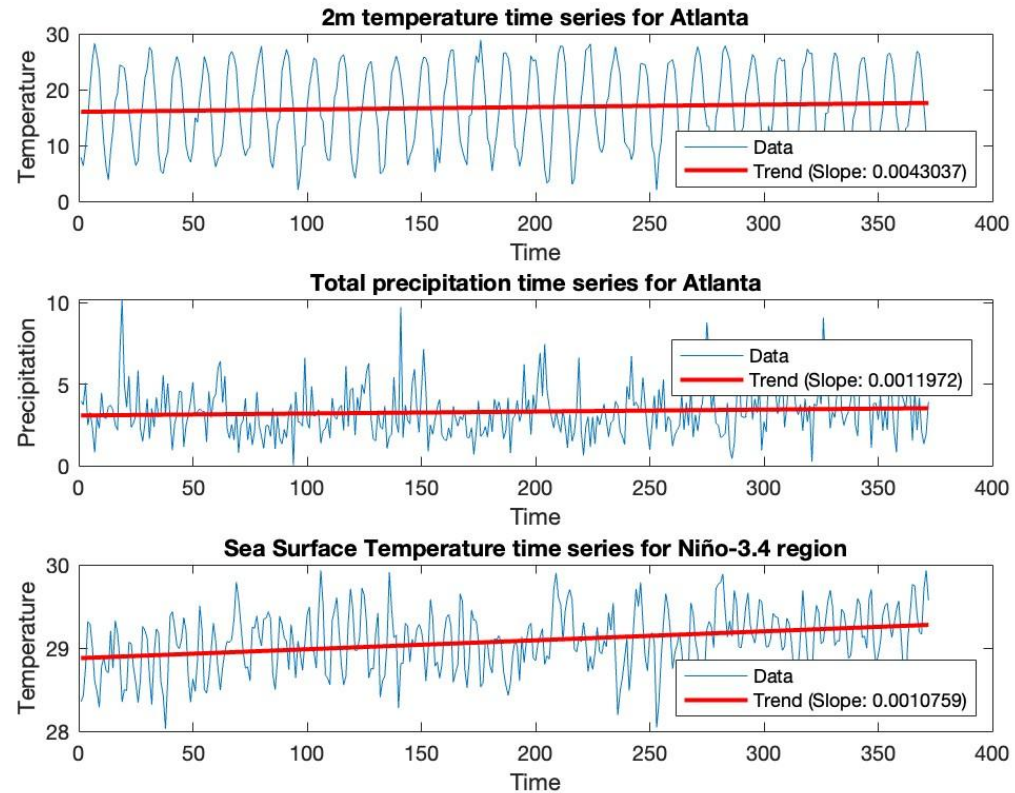 2m temperature time series for Atlanta
30
20
10
0
Temperature
0 50 100 150 200 250 300 350 400
Time
Data
Trend (Slope: 0.0043037)
Total precipitation time series for Atlanta
10
5
0
Precipitation
0 50 100 150 200 250 300 350 400
Time
Data
Trend (Slope: 0.0011972)
Sea Surface Temperature time series for Niño-3.4 region
30
29
28
Temperature
0 50 100 150 200 250 300 350 400
Time
Data
Trend (Slope: 0.0010759)